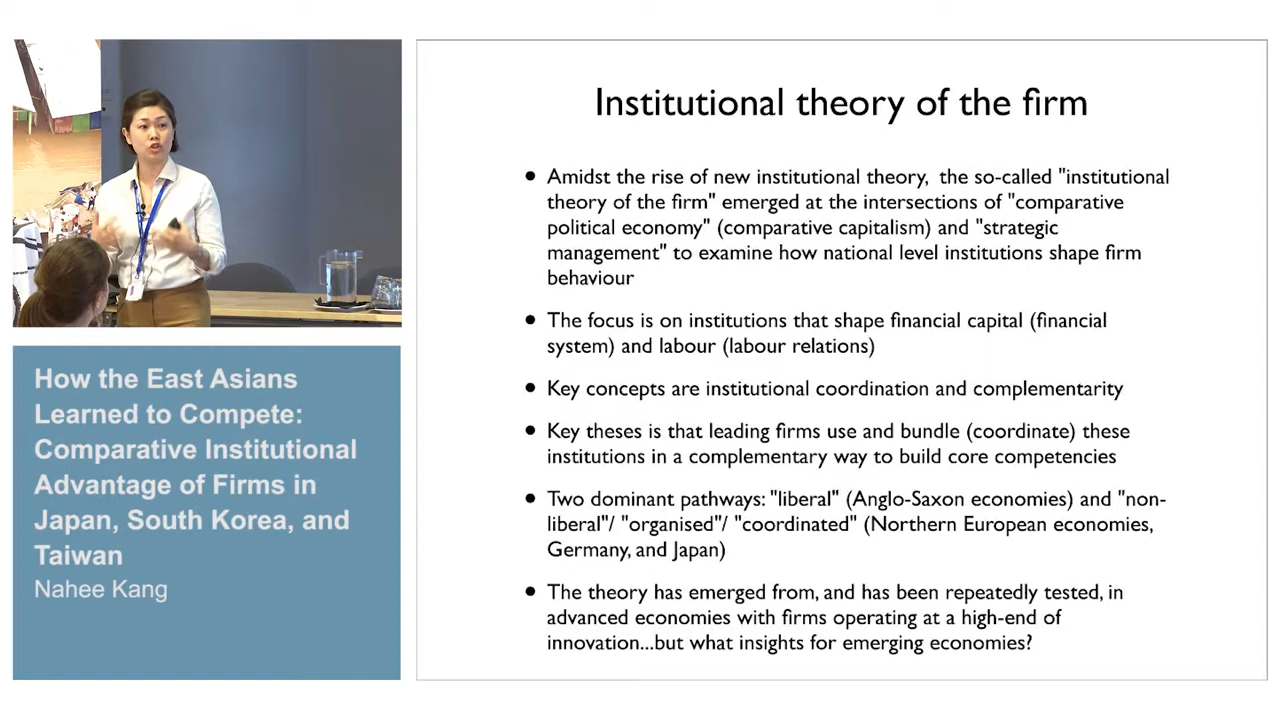 Institutional theory of the firm
• Amidst the rise of new institutional theory,  the so-called "institutional
theory of the firm" emerged at the intersections of "comparative
political economy" (comparative capitalism) and "strategic
management" to examine how national level institutions shape firm
behaviour
• The focus is on institutions that shape financial capital (financial
system) and labour (labour relations)
• Key concepts are institutional coordination and complementarity
• Key theses is that leading firms use and bundle (coordinate) these
institutions in a complementary way to build core competencies
• Two dominant pathways: "liberal" (Anglo-Saxon economies) and "non-
liberal"/ "organised"/ "coordinated" (Northern European economies,
Germany, and Japan)
• The theory has emerged from, and has been repeatedly tested, in
advanced economies with firms operating at a high-end of
innovation...but what insights for emerging economies?
How the East Asians
Learned to Compete:
Comparative Institutional
Advantage of Firms in
Japan, South Korea, and
Taiwan
Nahee Kang